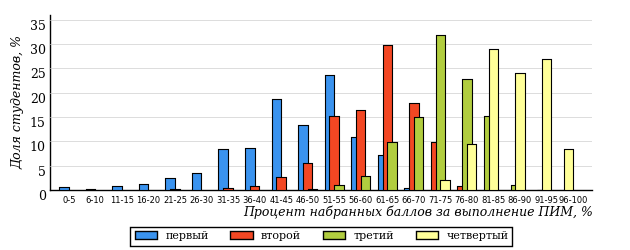 Доля студентов, %
35
30
25
20
15
10
5
0
0-5 6-10 11-15 16-20 21-25 26-30 31-35 36-40 41-45 46-50 51-55 56-60 61-65 66-70 71-75 76-80 81-85 86-90 91-95 96-100
Процент набранных баллов за выполнение ПИМ, %
первый второй третий четвертый